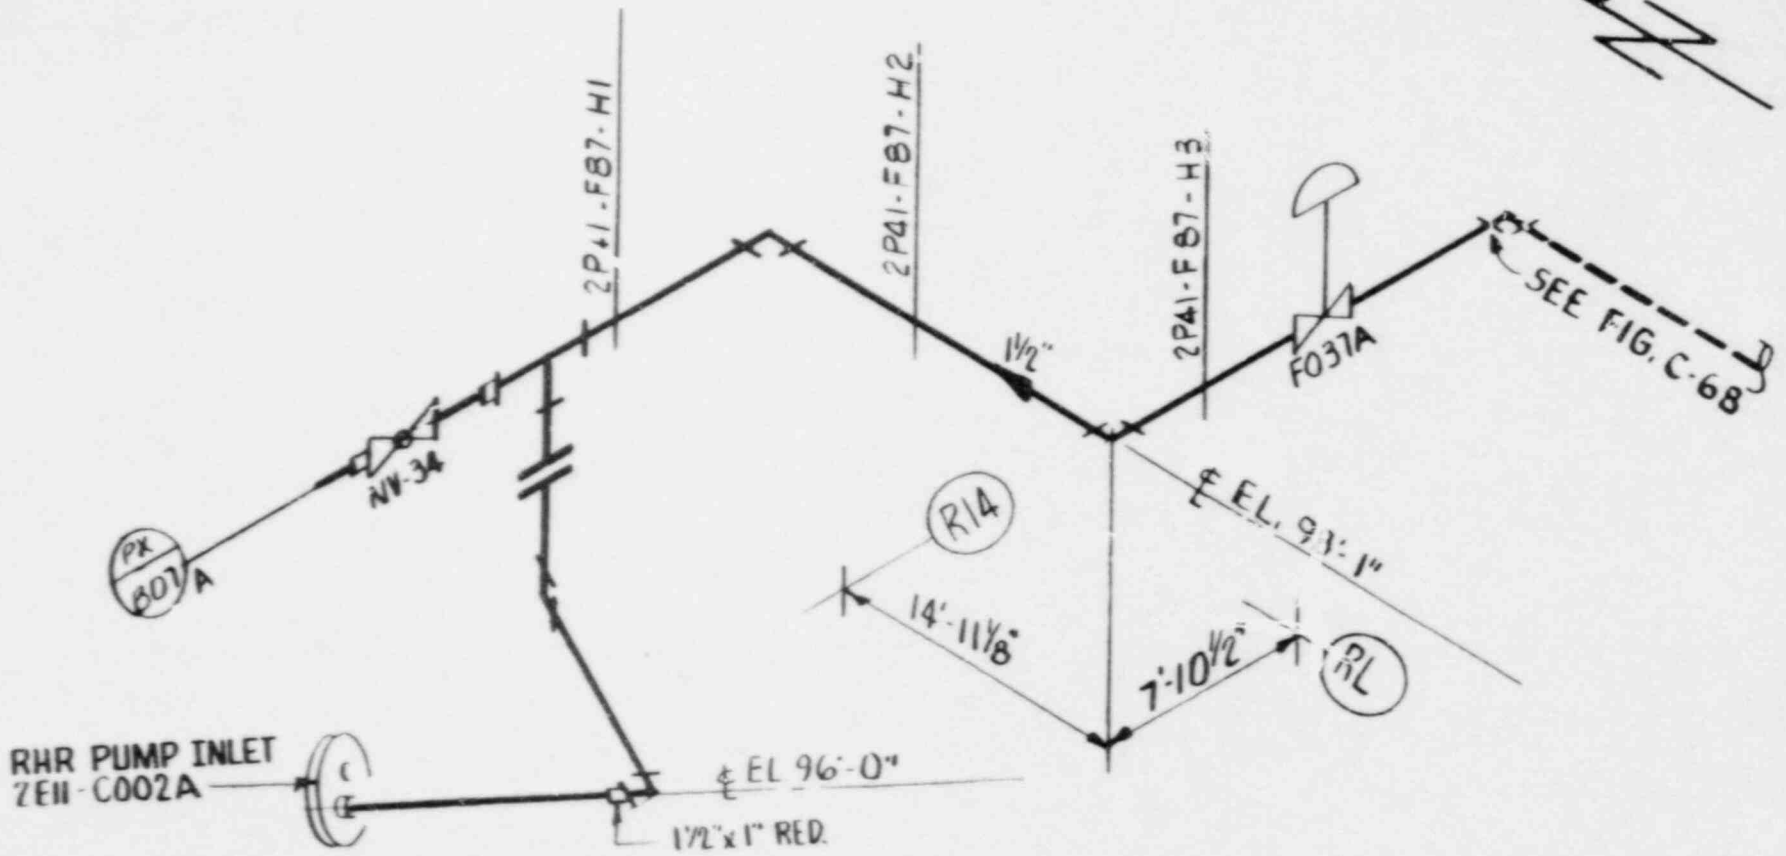 2P41-F87-H1
2P41-F87-H2
2P41-F87-H3
1½"
F037A
SEE FIG. C-6B
NV-34
PX
B07
A
R14
℄ EL. 93'-1"
14'-11⅛"
7'-10½"
RL
RHR PUMP INLET
2E11-C002A
℄ EL 96'-0"
1½"x1" RED.